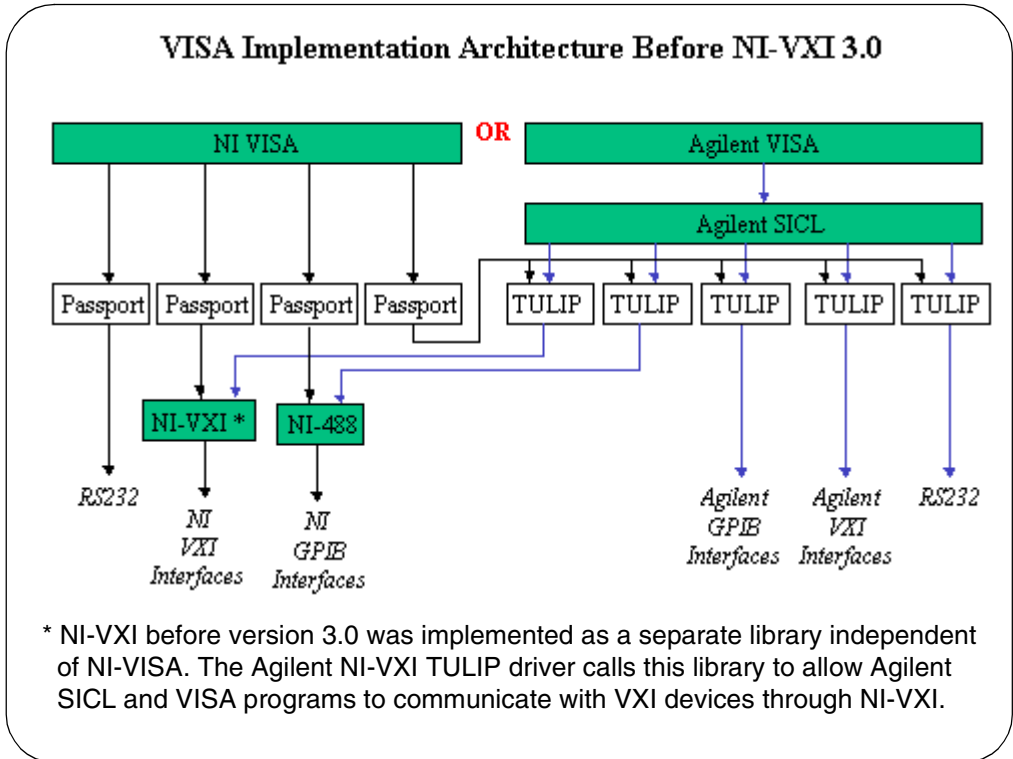 VISA Implementation Architecture Before NI-VXI 3.0
NI VISA
OR
Agilent VISA
Agilent SICL
Passport
Passport
Passport
Passport
TULIP
TULIP
TULIP
TULIP
TULIP
NI-VXI *
NI-488
RS232
NI
VXI
Interfaces
NI
GPIB
Interfaces
Agilent
GPIB
Interfaces
Agilent
VXI
Interfaces
RS232
* NI-VXI before version 3.0 was implemented as a separate library independent
of NI-VISA. The Agilent NI-VXI TULIP driver calls this library to allow Agilent
SICL and VISA programs to communicate with VXI devices through NI-VXI.